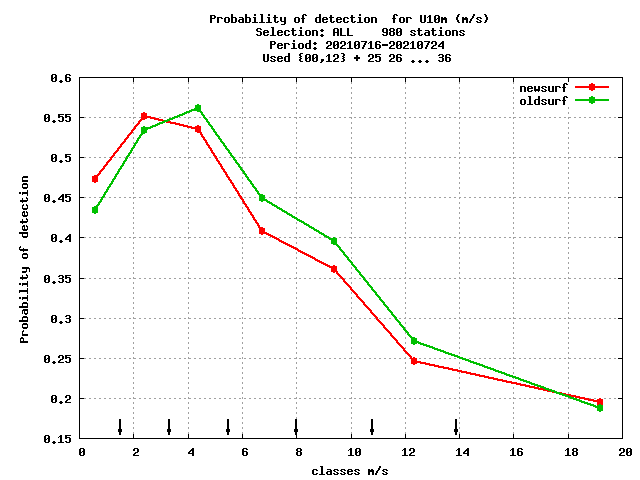 Probability of detection  for U10m (m/s)
Selection: ALL    980 stations
Period: 20210716-20210724
Used {00,12} + 25 26 ... 36
newsurf
oldsurf
0.6
0.55
0.5
0.45
0.4
0.35
0.3
0.25
0.2
0.15
Probability of detection
0 2 4 6 8 10 12 14 16 18 20
classes m/s